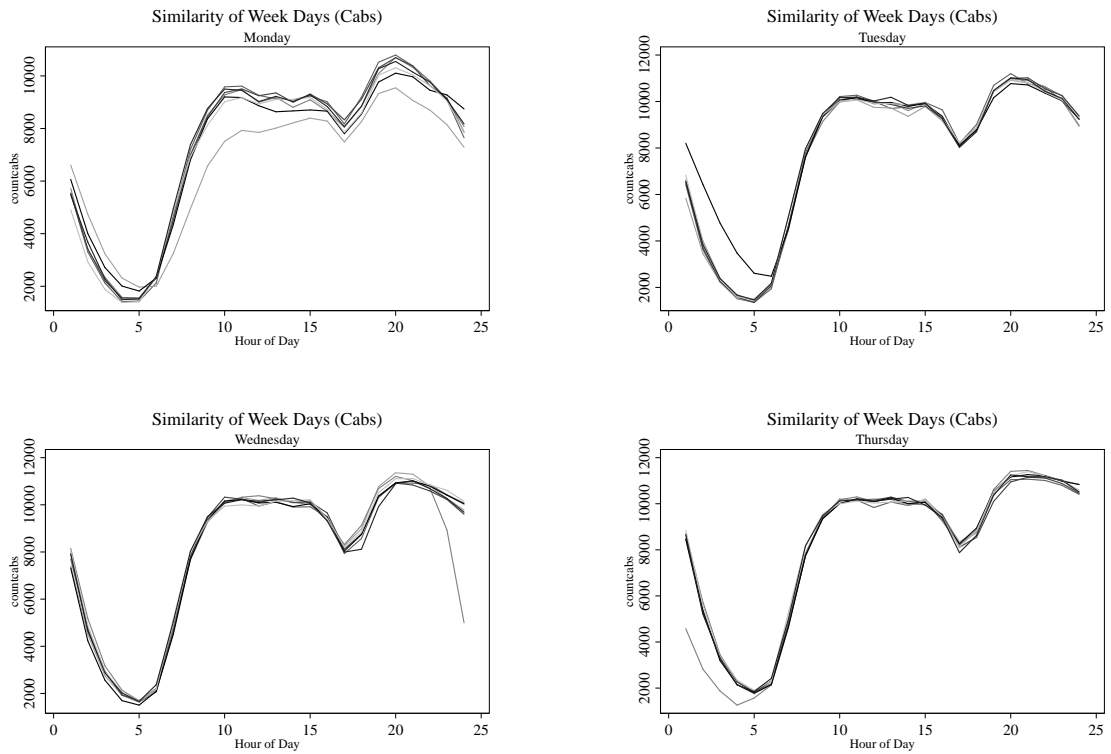 Similarity of Week Days (Cabs)
Monday
countcabs
2000 4000 6000 8000 10000
0 5 10 15 20 25
Hour of Day
Similarity of Week Days (Cabs)
Tuesday
countcabs
2000 4000 6000 8000 10000 12000
0 5 10 15 20 25
Hour of Day
Similarity of Week Days (Cabs)
Wednesday
countcabs
2000 4000 6000 8000 10000 12000
0 5 10 15 20 25
Hour of Day
Similarity of Week Days (Cabs)
Thursday
countcabs
2000 4000 6000 8000 10000 12000
0 5 10 15 20 25
Hour of Day